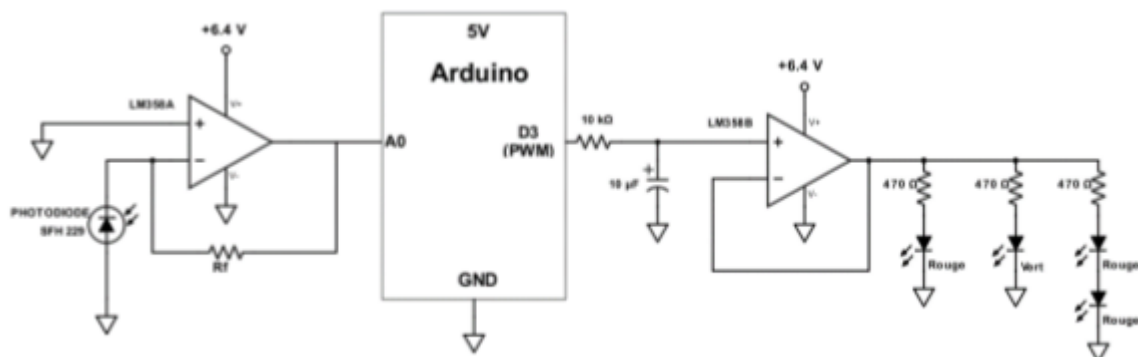 +6.4 V
LM358A
V+
+
-
V-
PHOTODIODE
SFH 229
Rf
5V
Arduino
A0
D3
(PWM)
GND
10 kΩ
10 µF
+
+6.4 V
LM358B
V+
+
-
V-
470 Ω
470 Ω
470 Ω
Rouge
Vert
Rouge
Rouge